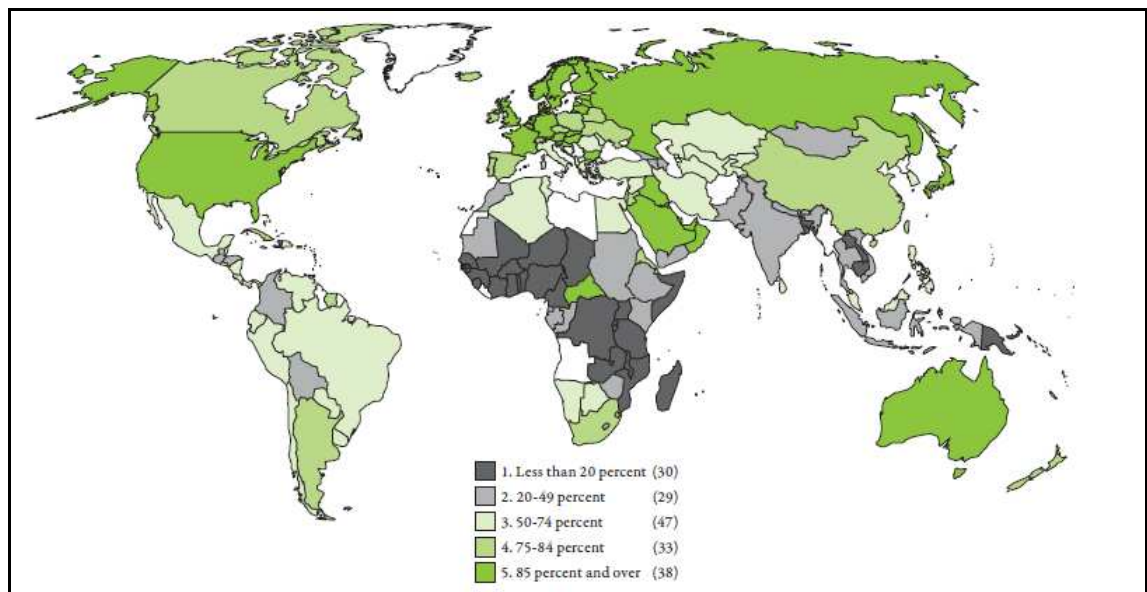 1. Less than 20 percent (30)
2. 20-49 percent (29)
3. 50-74 percent (47)
4. 75-84 percent (33)
5. 85 percent and over (38)